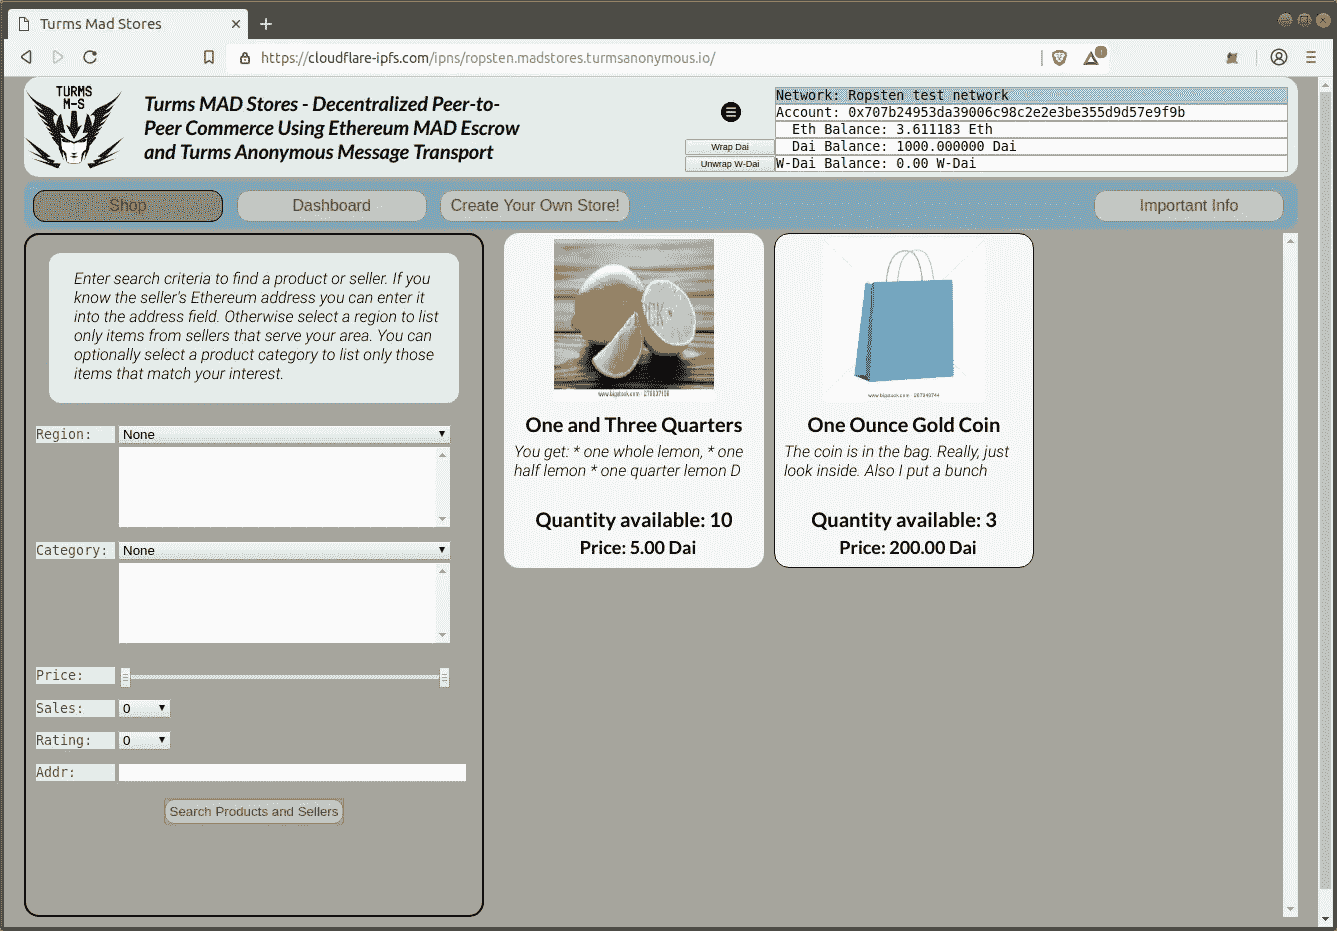 Turms Mad Stores
https://cloudflare-ipfs.com/ipns/ropsten.madstores.turmsanonymous.io/
TURMS
M-S
Turms MAD Stores - Decentralized Peer-to-
Peer Commerce Using Ethereum MAD Escrow
and Turms Anonymous Message Transport
Wrap Dai
Unwrap W-Dai
Network: Ropsten test network
Account: 0x707b24953da39006c98c2e2e3be355d9d57e9f9b
Eth Balance: 3.611183 Eth
Dai Balance: 1000.000000 Dai
W-Dai Balance: 0.00 W-Dai
Shop
Dashboard
Create Your Own Store!
Important Info
Enter search criteria to find a product or seller. If you
know the seller's Ethereum address you can enter it
into the address field. Otherwise select a region to list
only items from sellers that serve your area. You can
optionally select a product category to list only those
items that match your interest.
Region: None
Category: None
Price:
Sales: 0
Rating: 0
Addr:
Search Products and Sellers
One and Three Quarters
You get: * one whole lemon, * one
half lemon * one quarter lemon D
Quantity available: 10
Price: 5.00 Dai
One Ounce Gold Coin
The coin is in the bag. Really, just
look inside. Also I put a bunch
Quantity available: 3
Price: 200.00 Dai